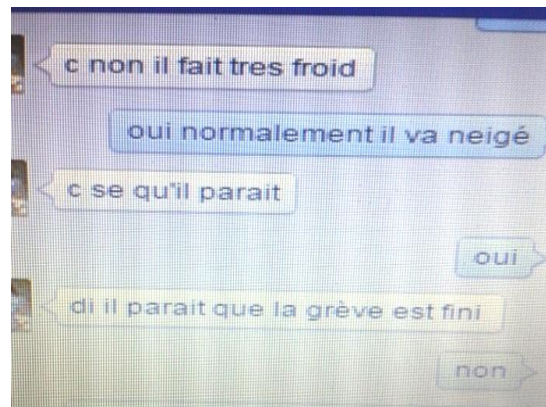 c non il fait tres froid
oui normalement il va neigé
c se qu'il parait
oui
di il parait que la grève est fini
non